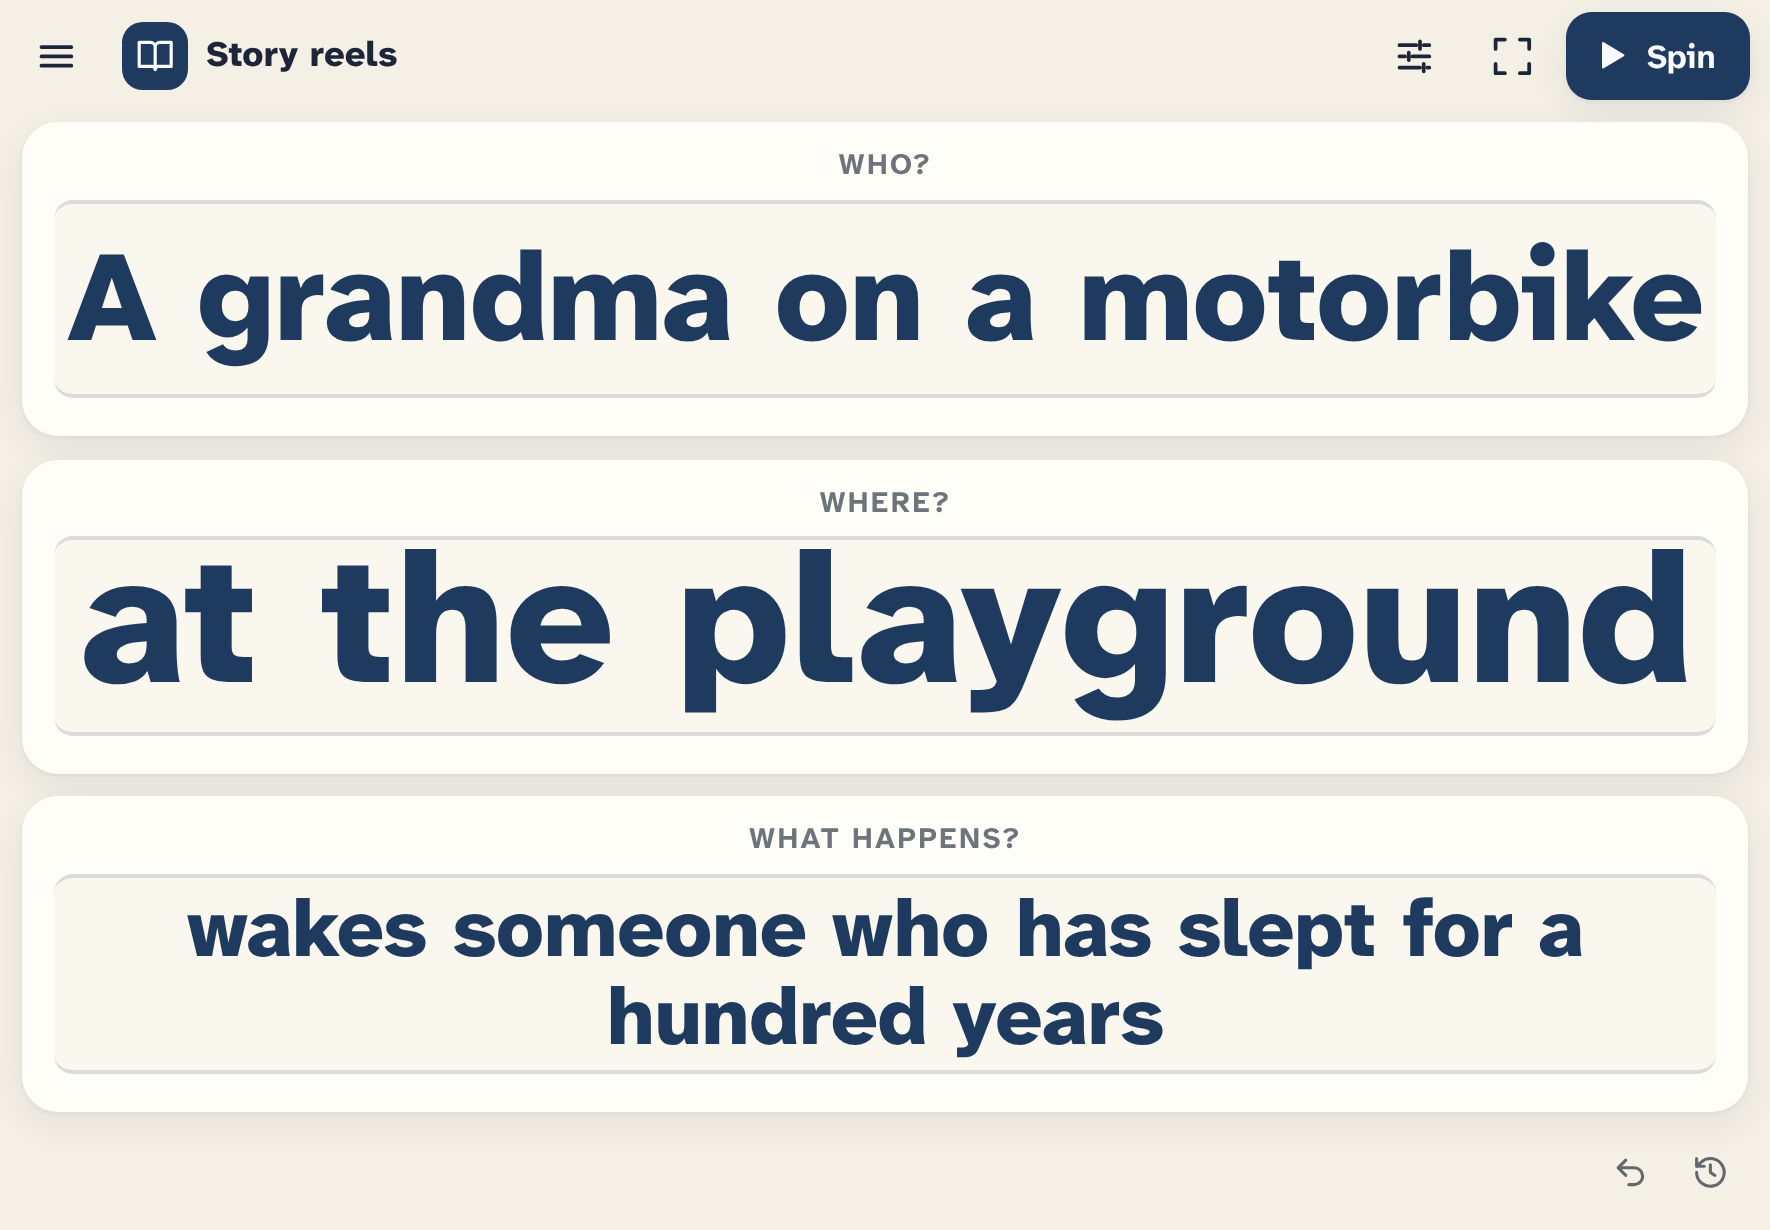 Story reels
Spin
WHO?
A grandma on a motorbike
WHERE?
at the playground
WHAT HAPPENS?
wakes someone who has slept for a
hundred years